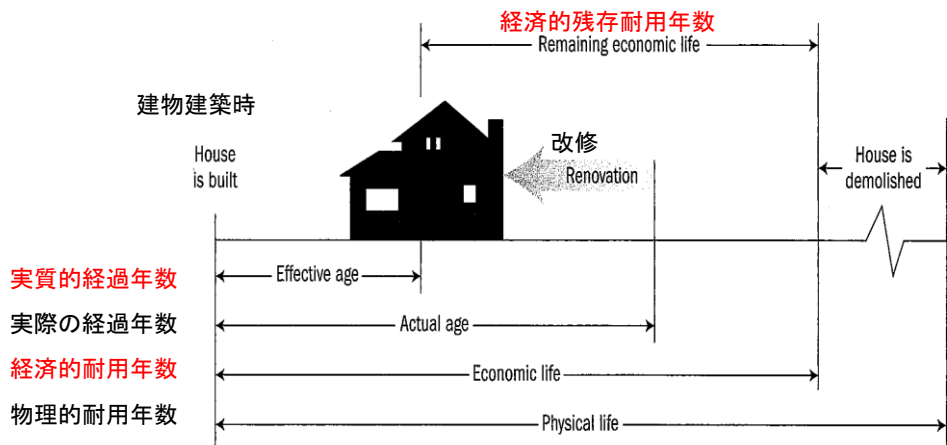 経済的残存耐用年数
Remaining economic life
建物建築時
House
is built
改修
Renovation
House is
demolished
実質的経過年数
Effective age
実際の経過年数
Actual age
経済的耐用年数
Economic life
物理的耐用年数
Physical life